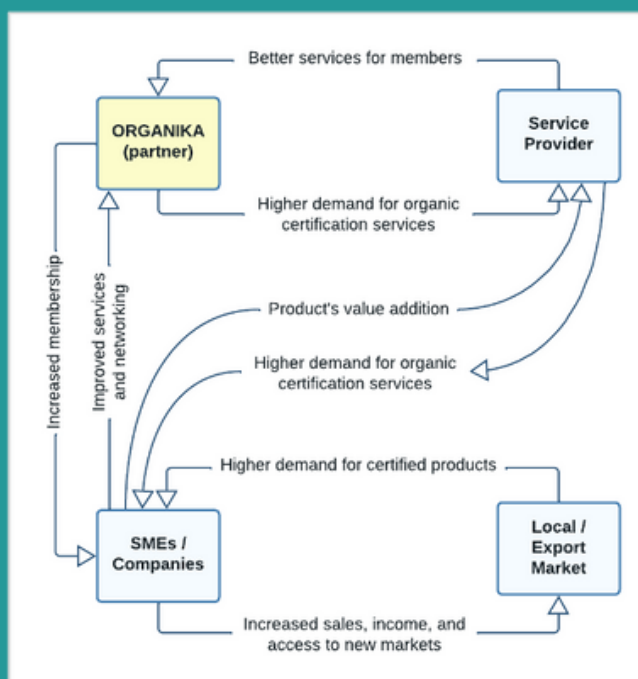 Better services for members
ORGANIKA
(partner)
Service
Provider
Higher demand for organic
certification services
Increased membership
Improved services
and networking
Product's value addition
Higher demand for organic
certification services
Higher demand for certified products
SMEs /
Companies
Local /
Export
Market
Increased sales, income, and
access to new markets